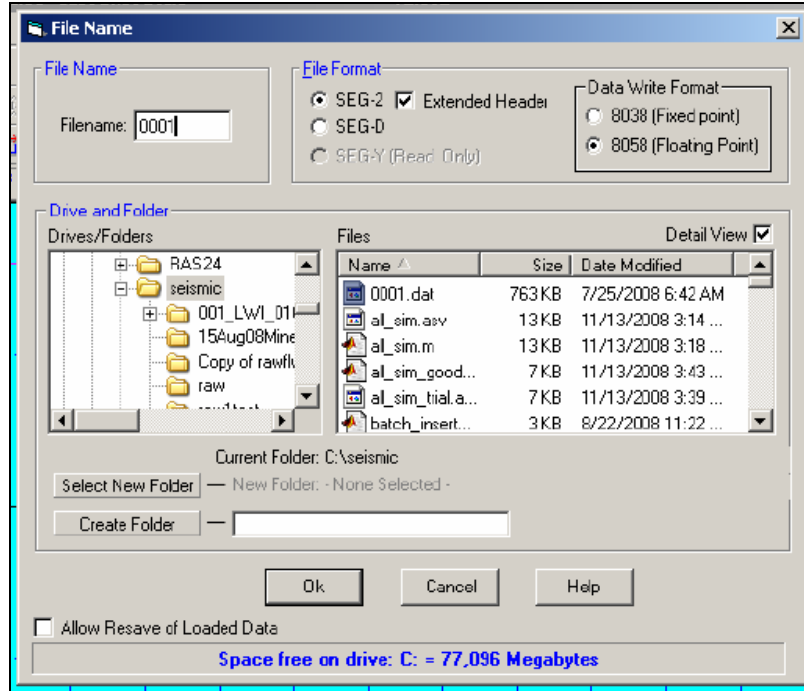 File Name
File Name
Filename: 0001
File Format
SEG-2 Extended Header
SEG-D
SEG-Y (Read Only)
Data Write Format
8038 (Fixed point)
8058 (Floating Point)
Drive and Folder
Drives/Folders
RAS24
seismic
001_LWI_01
15Aug08Mine
Copy of rawflu
raw
Files
Detail View
Name Size Date Modified
0001.dat 763 KB 7/25/2008 6:42 AM
al_sim.asv 13 KB 11/13/2008 3:14 ...
al_sim.m 13 KB 11/13/2008 3:18 ...
al_sim_good... 7 KB 11/13/2008 3:43 ...
al_sim_trial.a... 7 KB 11/13/2008 3:39 ...
batch_insert... 3 KB 8/22/2008 11:22 ...
Current Folder: C:\seismic
Select New Folder — New Folder: - None Selected -
Create Folder —
Ok Cancel Help
Allow Resave of Loaded Data
Space free on drive: C: = 77,096 Megabytes